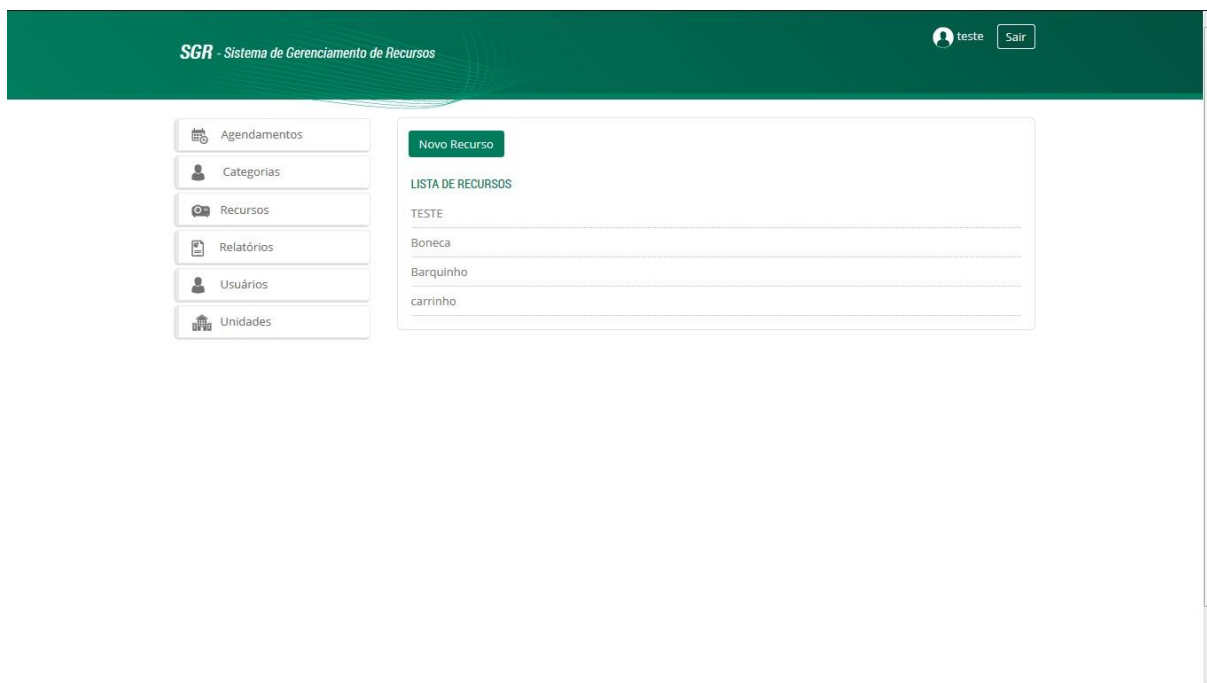 SGR - Sistema de Gerenciamento de Recursos
teste
Sair
Agendamentos
Categorias
Recursos
Relatórios
Usuários
Unidades
Novo Recurso
LISTA DE RECURSOS
TESTE
Boneca
Barquinho
carrinho